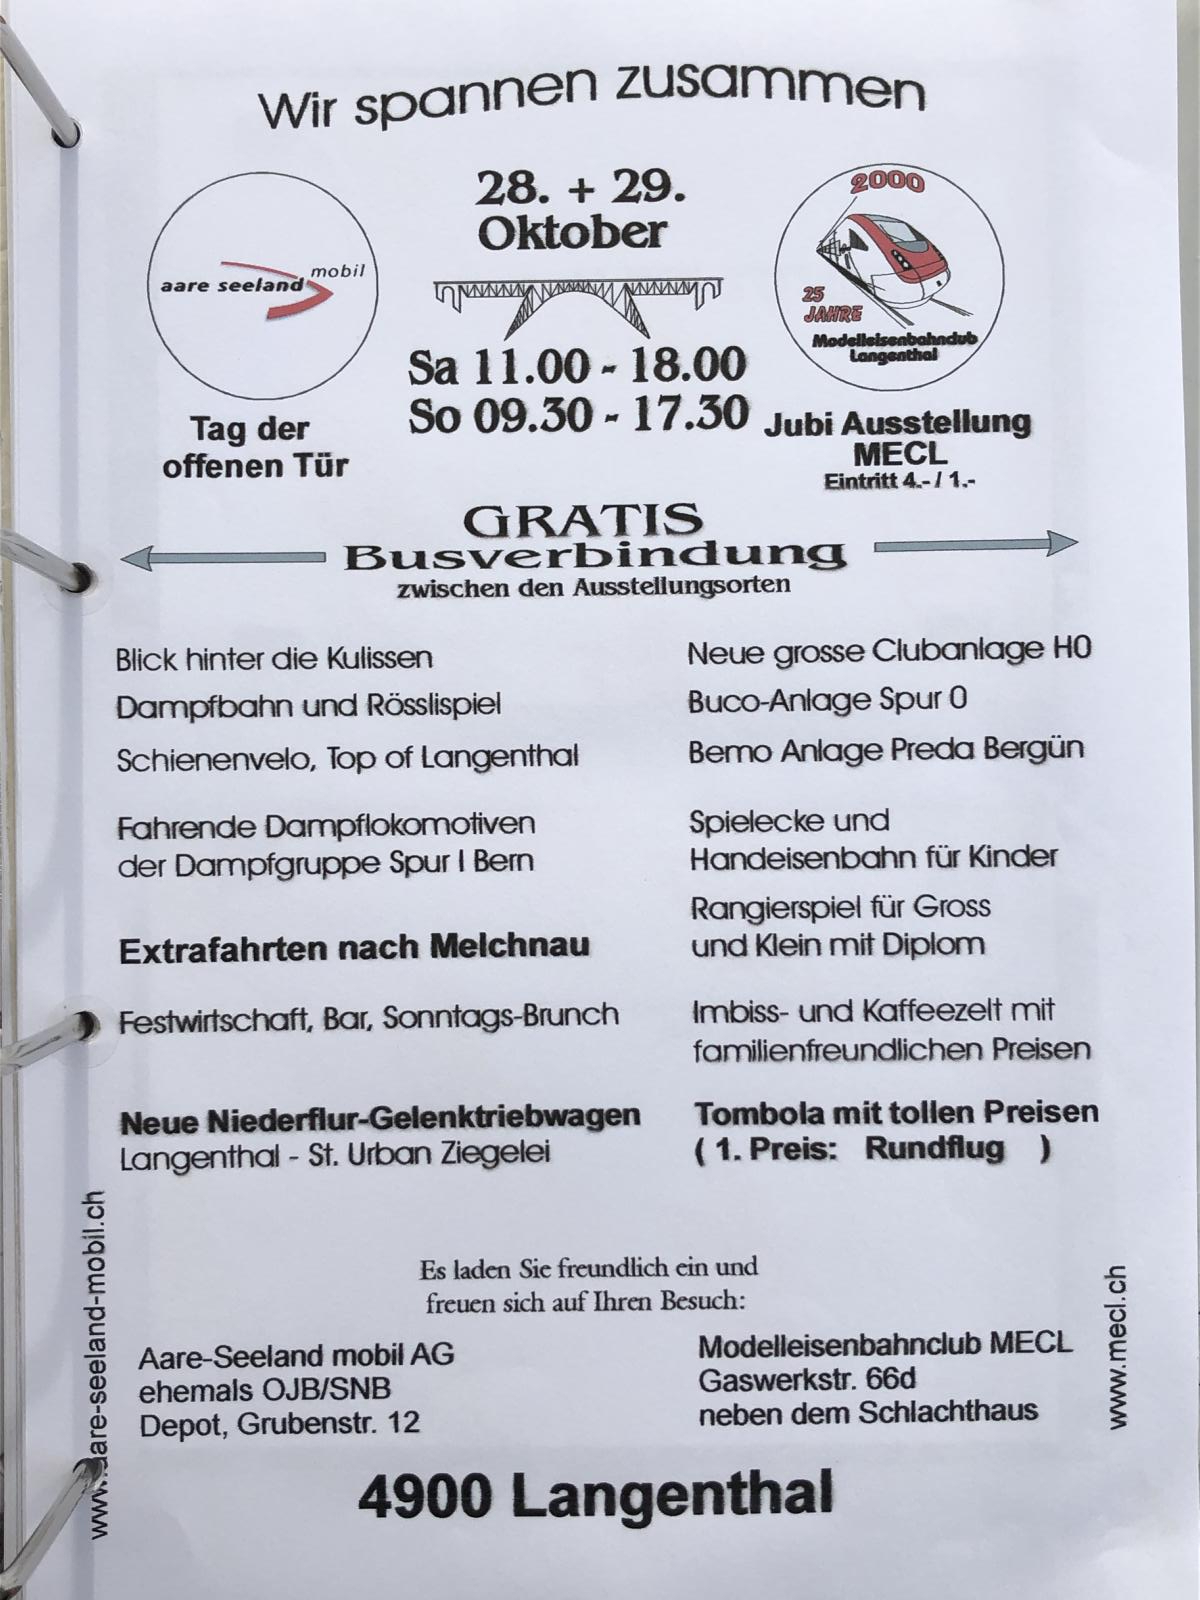 Wir spannen zusammen
28. + 29.
Oktober
aare seeland mobil
2000
25
JAHRE
Modelleisenbahnclub
Langenthal
Sa 11.00 - 18.00
So 09.30 - 17.30
Tag der
offenen Tür
Jubi Ausstellung
MECL
Eintritt 4.- / 1.-
GRATIS
Busverbindung
zwischen den Ausstellungsorten
Blick hinter die Kulissen
Dampfbahn und Rösslispiel
Schienenvelo, Top of Langenthal
Fahrende Dampflokomotiven
der Dampfgruppe Spur I Bern
Extrafahrten nach Melchnau
Festwirtschaft, Bar, Sonntags-Brunch
Neue Niederflur-Gelenktriebwagen
Langenthal - St. Urban Ziegelei
Neue grosse Clubanlage H0
Buco-Anlage Spur 0
Bemo Anlage Preda Bergün
Spielecke und
Handeisenbahn für Kinder
Rangierspiel für Gross
und Klein mit Diplom
Imbiss- und Kaffeezelt mit
familienfreundlichen Preisen
Tombola mit tollen Preisen
( 1. Preis: Rundflug )
Es laden Sie freundlich ein und
freuen sich auf Ihren Besuch:
Aare-Seeland mobil AG
ehemals OJB/SNB
Depot, Grubenstr. 12
Modelleisenbahnclub MECL
Gaswerkstr. 66d
neben dem Schlachthaus
www.aare-seeland-mobil.ch
www.mecl.ch
4900 Langenthal